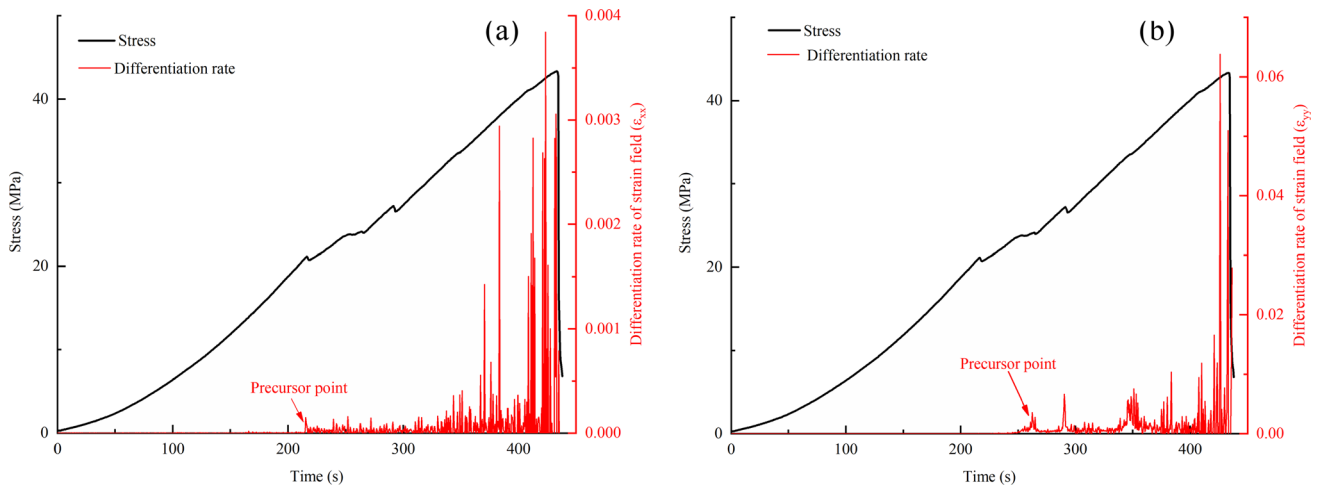 (a)
Stress
Differentiation rate
Precursor point
Stress (MPa)
0
20
40
0
100
200
300
400
Time (s)
0.000
0.001
0.002
0.003
0.004
Differentiation rate of strain field (εxx)
(b)
Stress
Differentiation rate
Precursor point
Stress (MPa)
0
20
40
0
100
200
300
400
Time (s)
0.00
0.02
0.04
0.06
Differentiation rate of strain field (εyy)